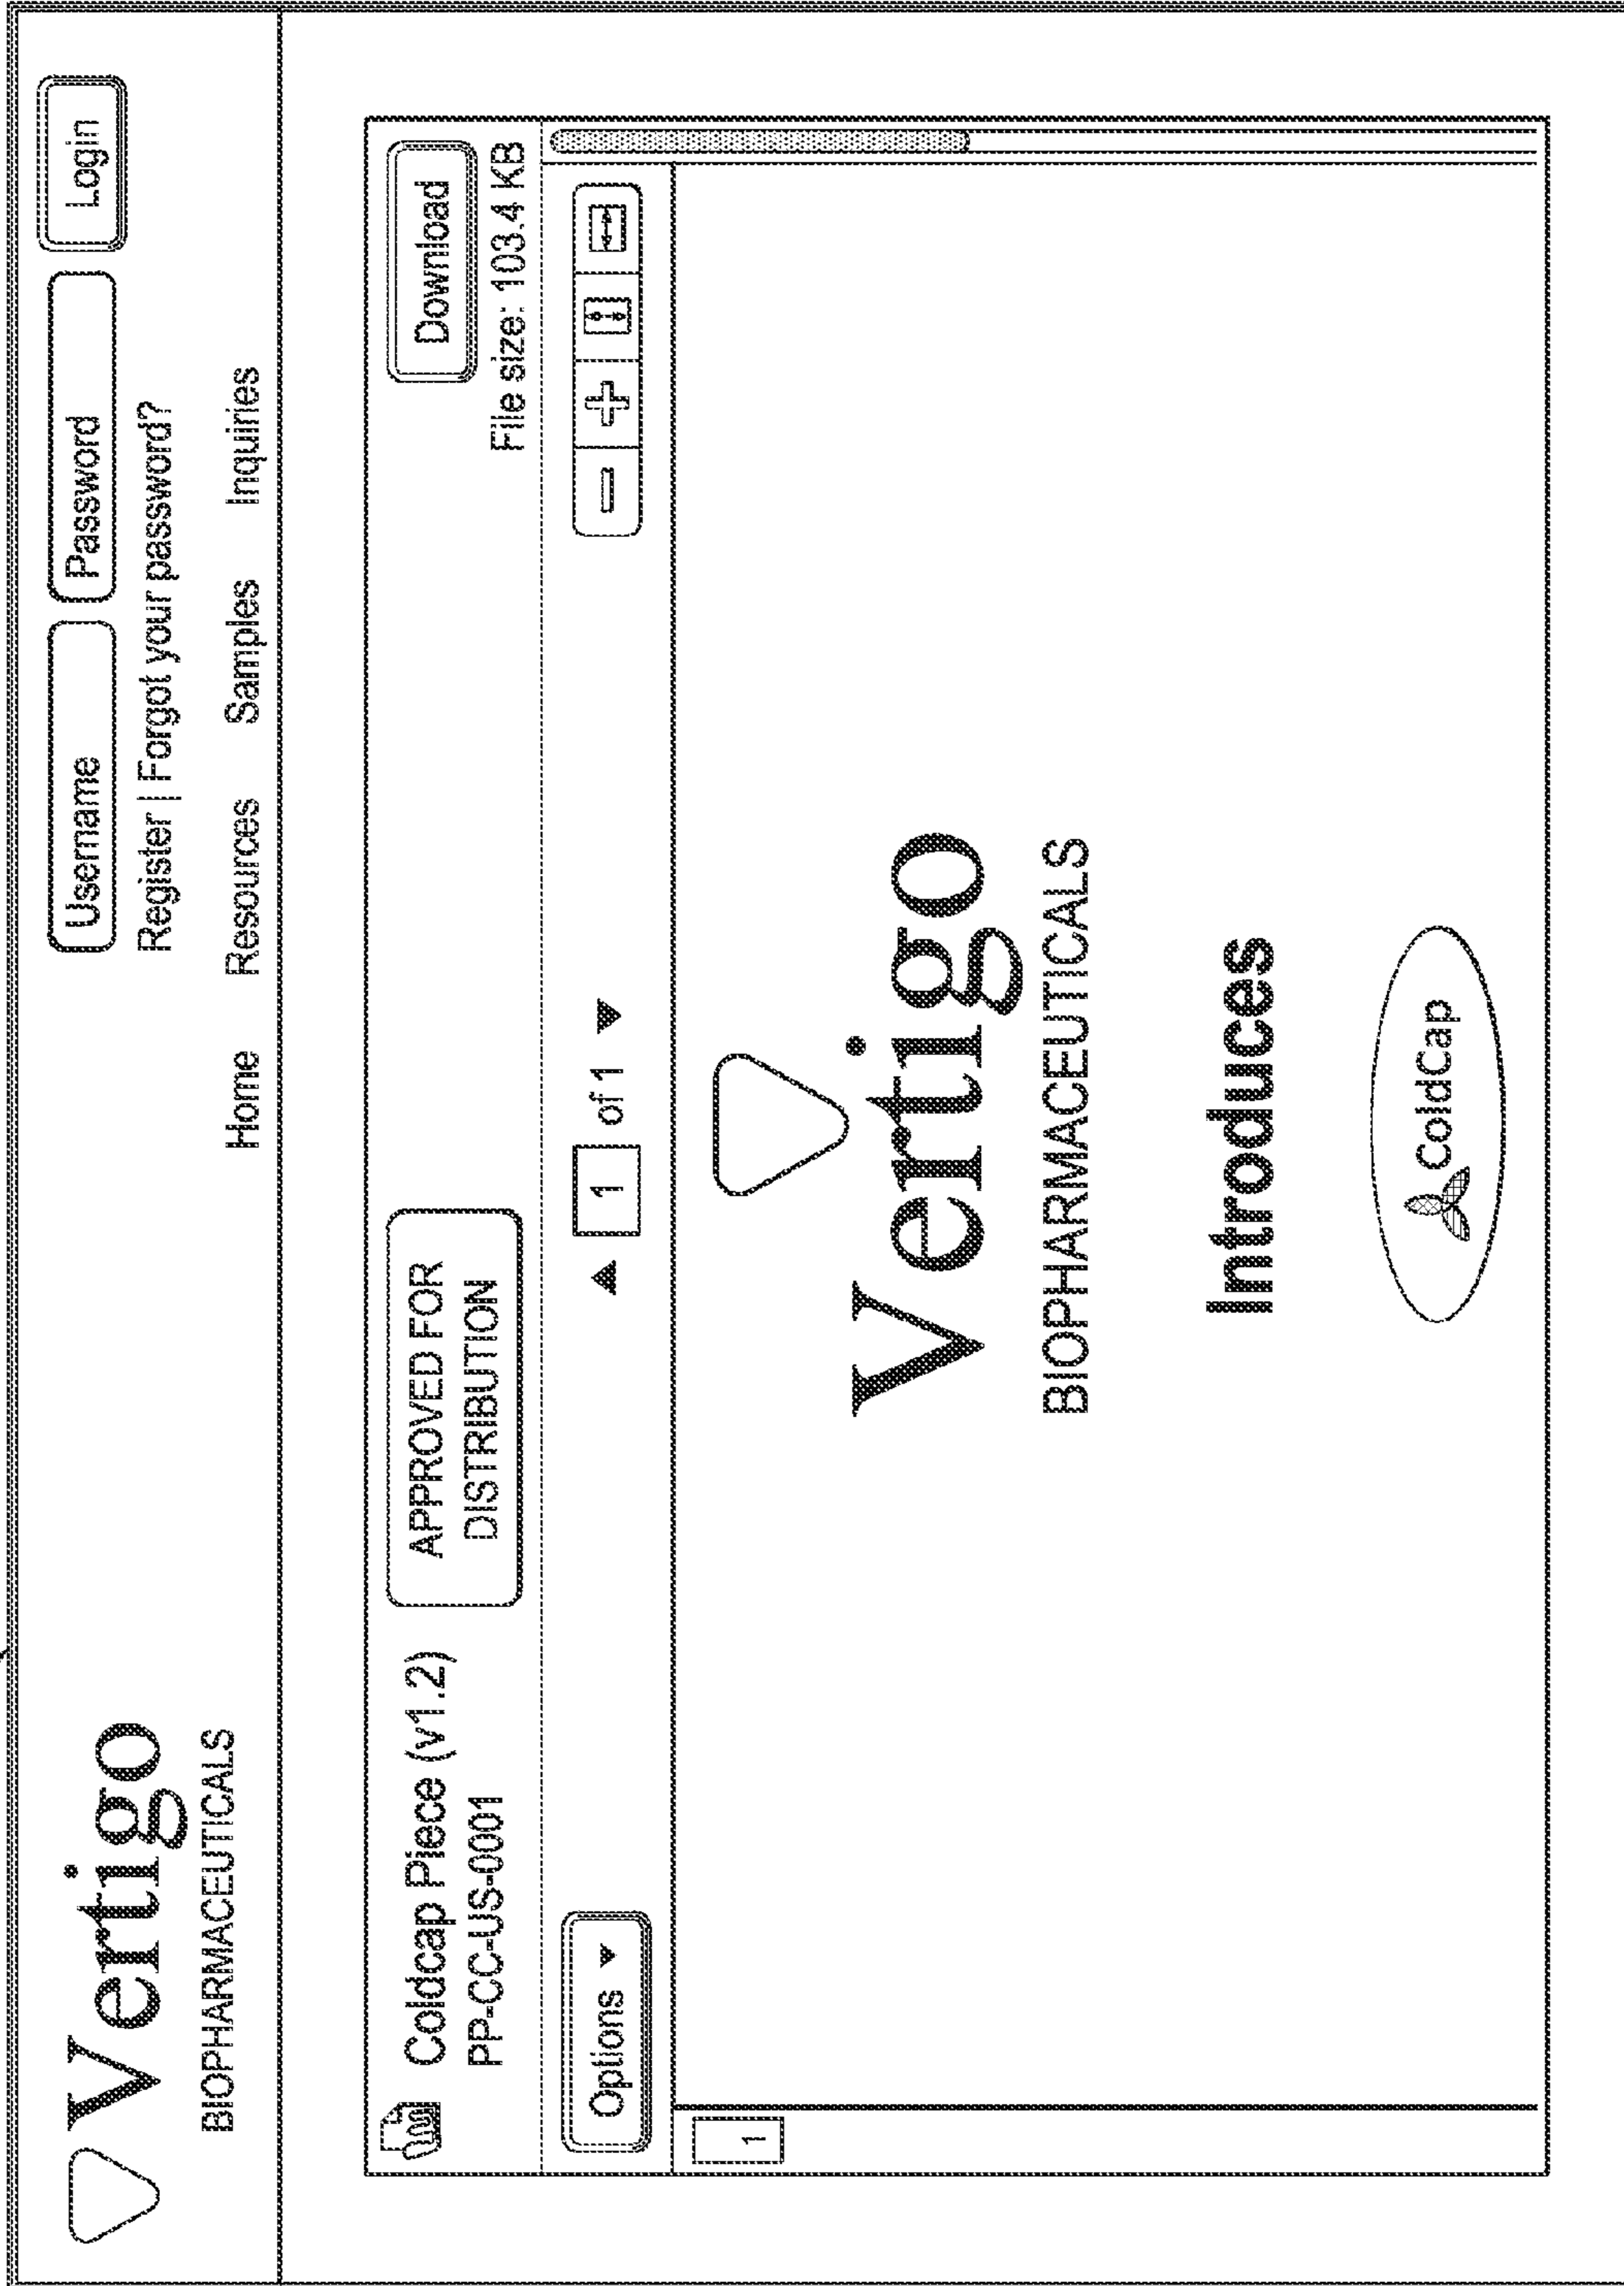 Vertigo
BIOPHARMACEUTICALS
Username
Password
Login
Register | Forgot your password?
Home
Resources
Samples
Inquiries
Coldcap Piece (v1.2)
PP-CC-US-0001
APPROVED FOR
DISTRIBUTION
Download
File size: 103.4 KB
Options
1 of 1
1
Vertigo
BIOPHARMACEUTICALS
Introduces
ColdCap